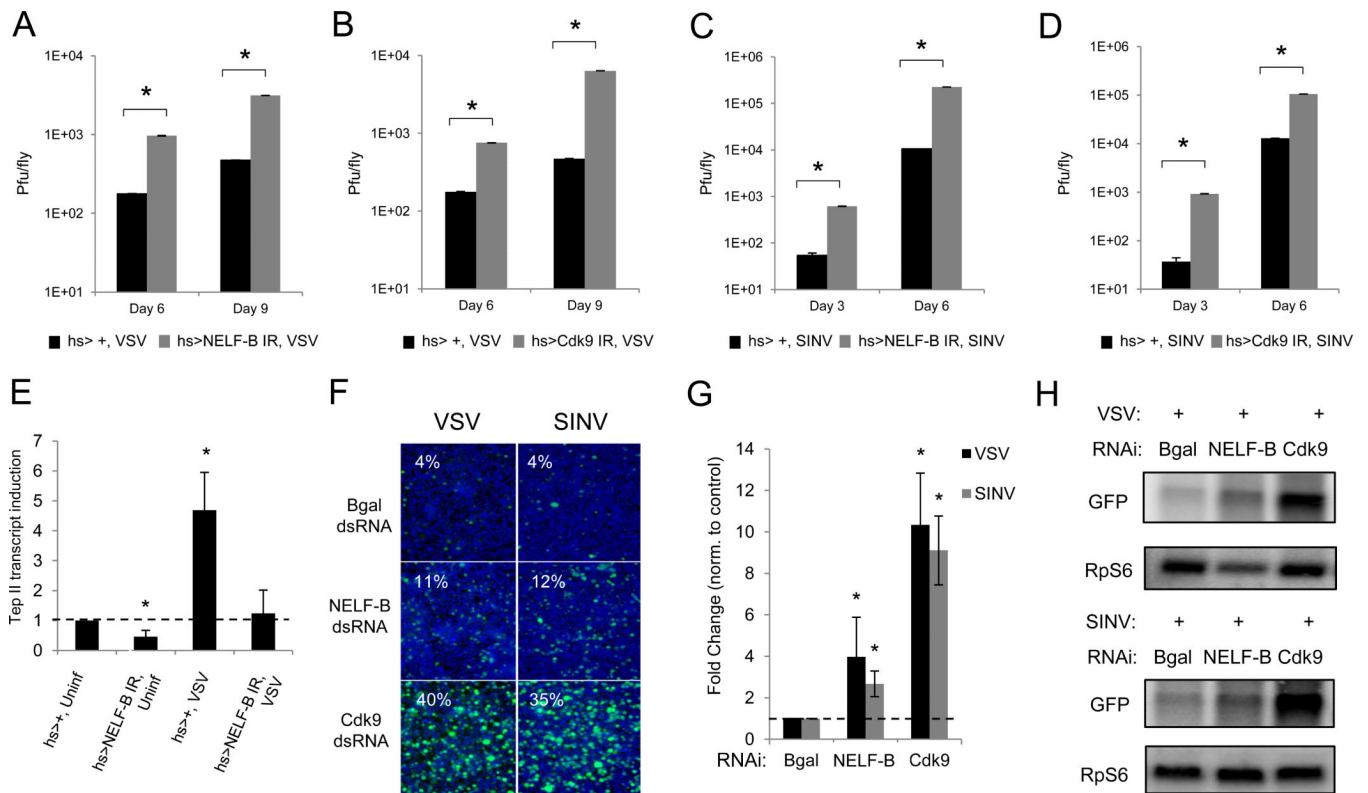 A
1E+04
1E+03
1E+02
1E+01
Pfu/fly
*
*
Day 6
Day 9
hs> +, VSV
hs>NELF-B IR, VSV
B
1E+04
1E+03
1E+02
1E+01
Pfu/fly
*
*
Day 6
Day 9
hs> +, VSV
hs>Cdk9 IR, VSV
C
1E+06
1E+05
1E+04
1E+03
1E+02
1E+01
Pfu/fly
*
*
Day 3
Day 6
hs> +, SINV
hs>NELF-B IR, SINV
D
1E+06
1E+05
1E+04
1E+03
1E+02
1E+01
Pfu/fly
*
*
Day 3
Day 6
hs> +, SINV
hs>Cdk9 IR, SINV
E
Tep II transcript induction
7
6
5
4
3
2
1
0
*
*
hs>+, Uninf
hs>NELF-B IR,
Uninf
hs>+, VSV
hs>NELF-B IR,
VSV
F
VSV
SINV
Bgal
dsRNA
4%
4%
NELF-B
dsRNA
11%
12%
Cdk9
dsRNA
40%
35%
G
Fold Change (norm. to control)
14
12
10
8
6
4
2
0
VSV
SINV
*
*
*
*
RNAi:
Bgal
NELF-B
Cdk9
H
VSV: + + +
RNAi: Bgal NELF-B Cdk9
GFP
RpS6
SINV: + + +
RNAi: Bgal NELF-B Cdk9
GFP
RpS6